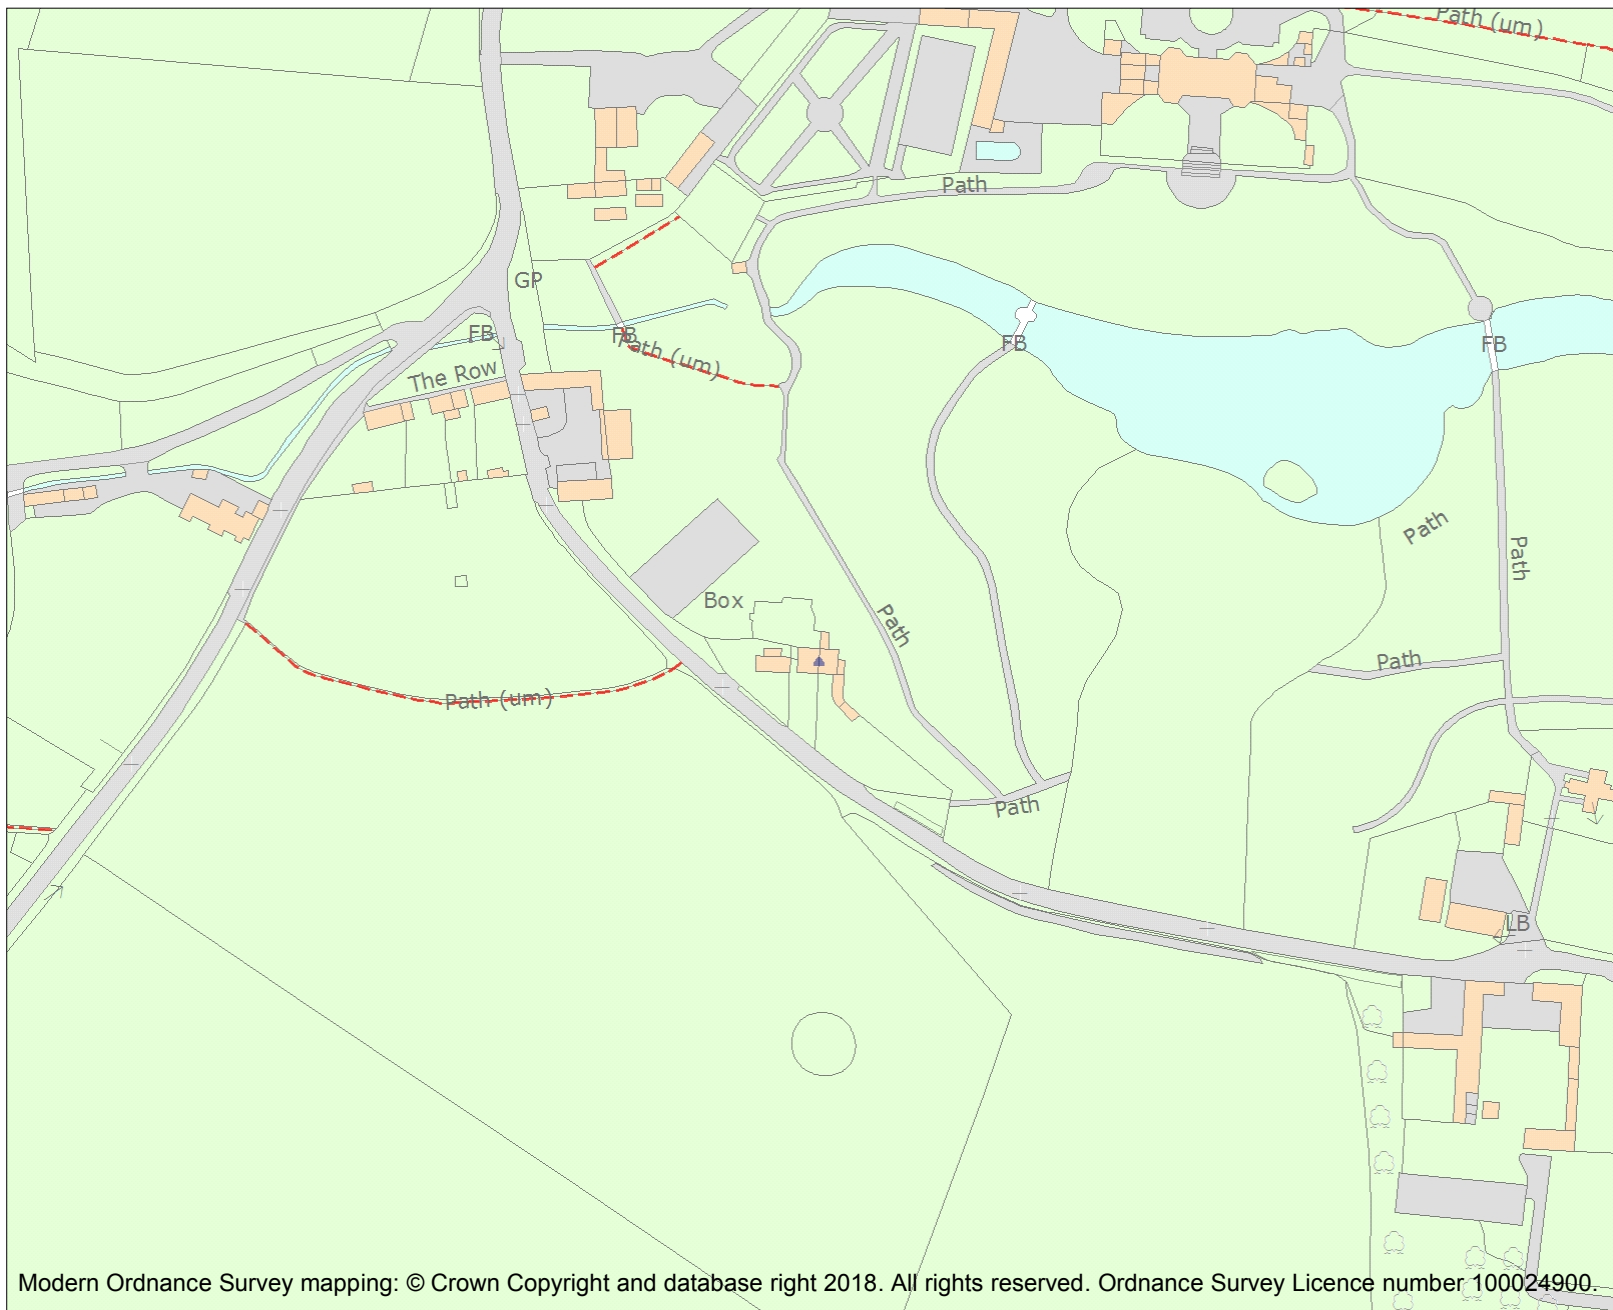 Path (um)
Path
GP
FB
FB
Path (um)
FB
FB
The Row
Path
Path
Box
Path
Path
Path (um)
Path
LB
Modern Ordnance Survey mapping: © Crown Copyright and database right 2018. All rights reserved. Ordnance Survey Licence number 100024900.